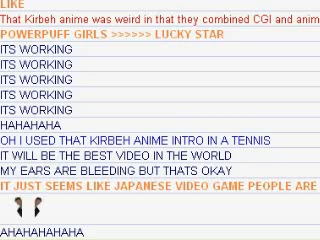 LIKE
That Kirbeh anime was weird in that they combined CGI and anim
POWERPUFF GIRLS >>>>>> LUCKY STAR
ITS WORKING
ITS WORKING
ITS WORKING
ITS WORKING
ITS WORKING
HAHAHAHA
OH I USED THAT KIRBEH ANIME INTRO IN A TENNIS
IT WILL BE THE BEST VIDEO IN THE WORLD
MY EARS ARE BLEEDING BUT THATS OKAY
IT JUST SEEMS LIKE JAPANESE VIDEO GAME PEOPLE ARE
AHAHAHAHAHA